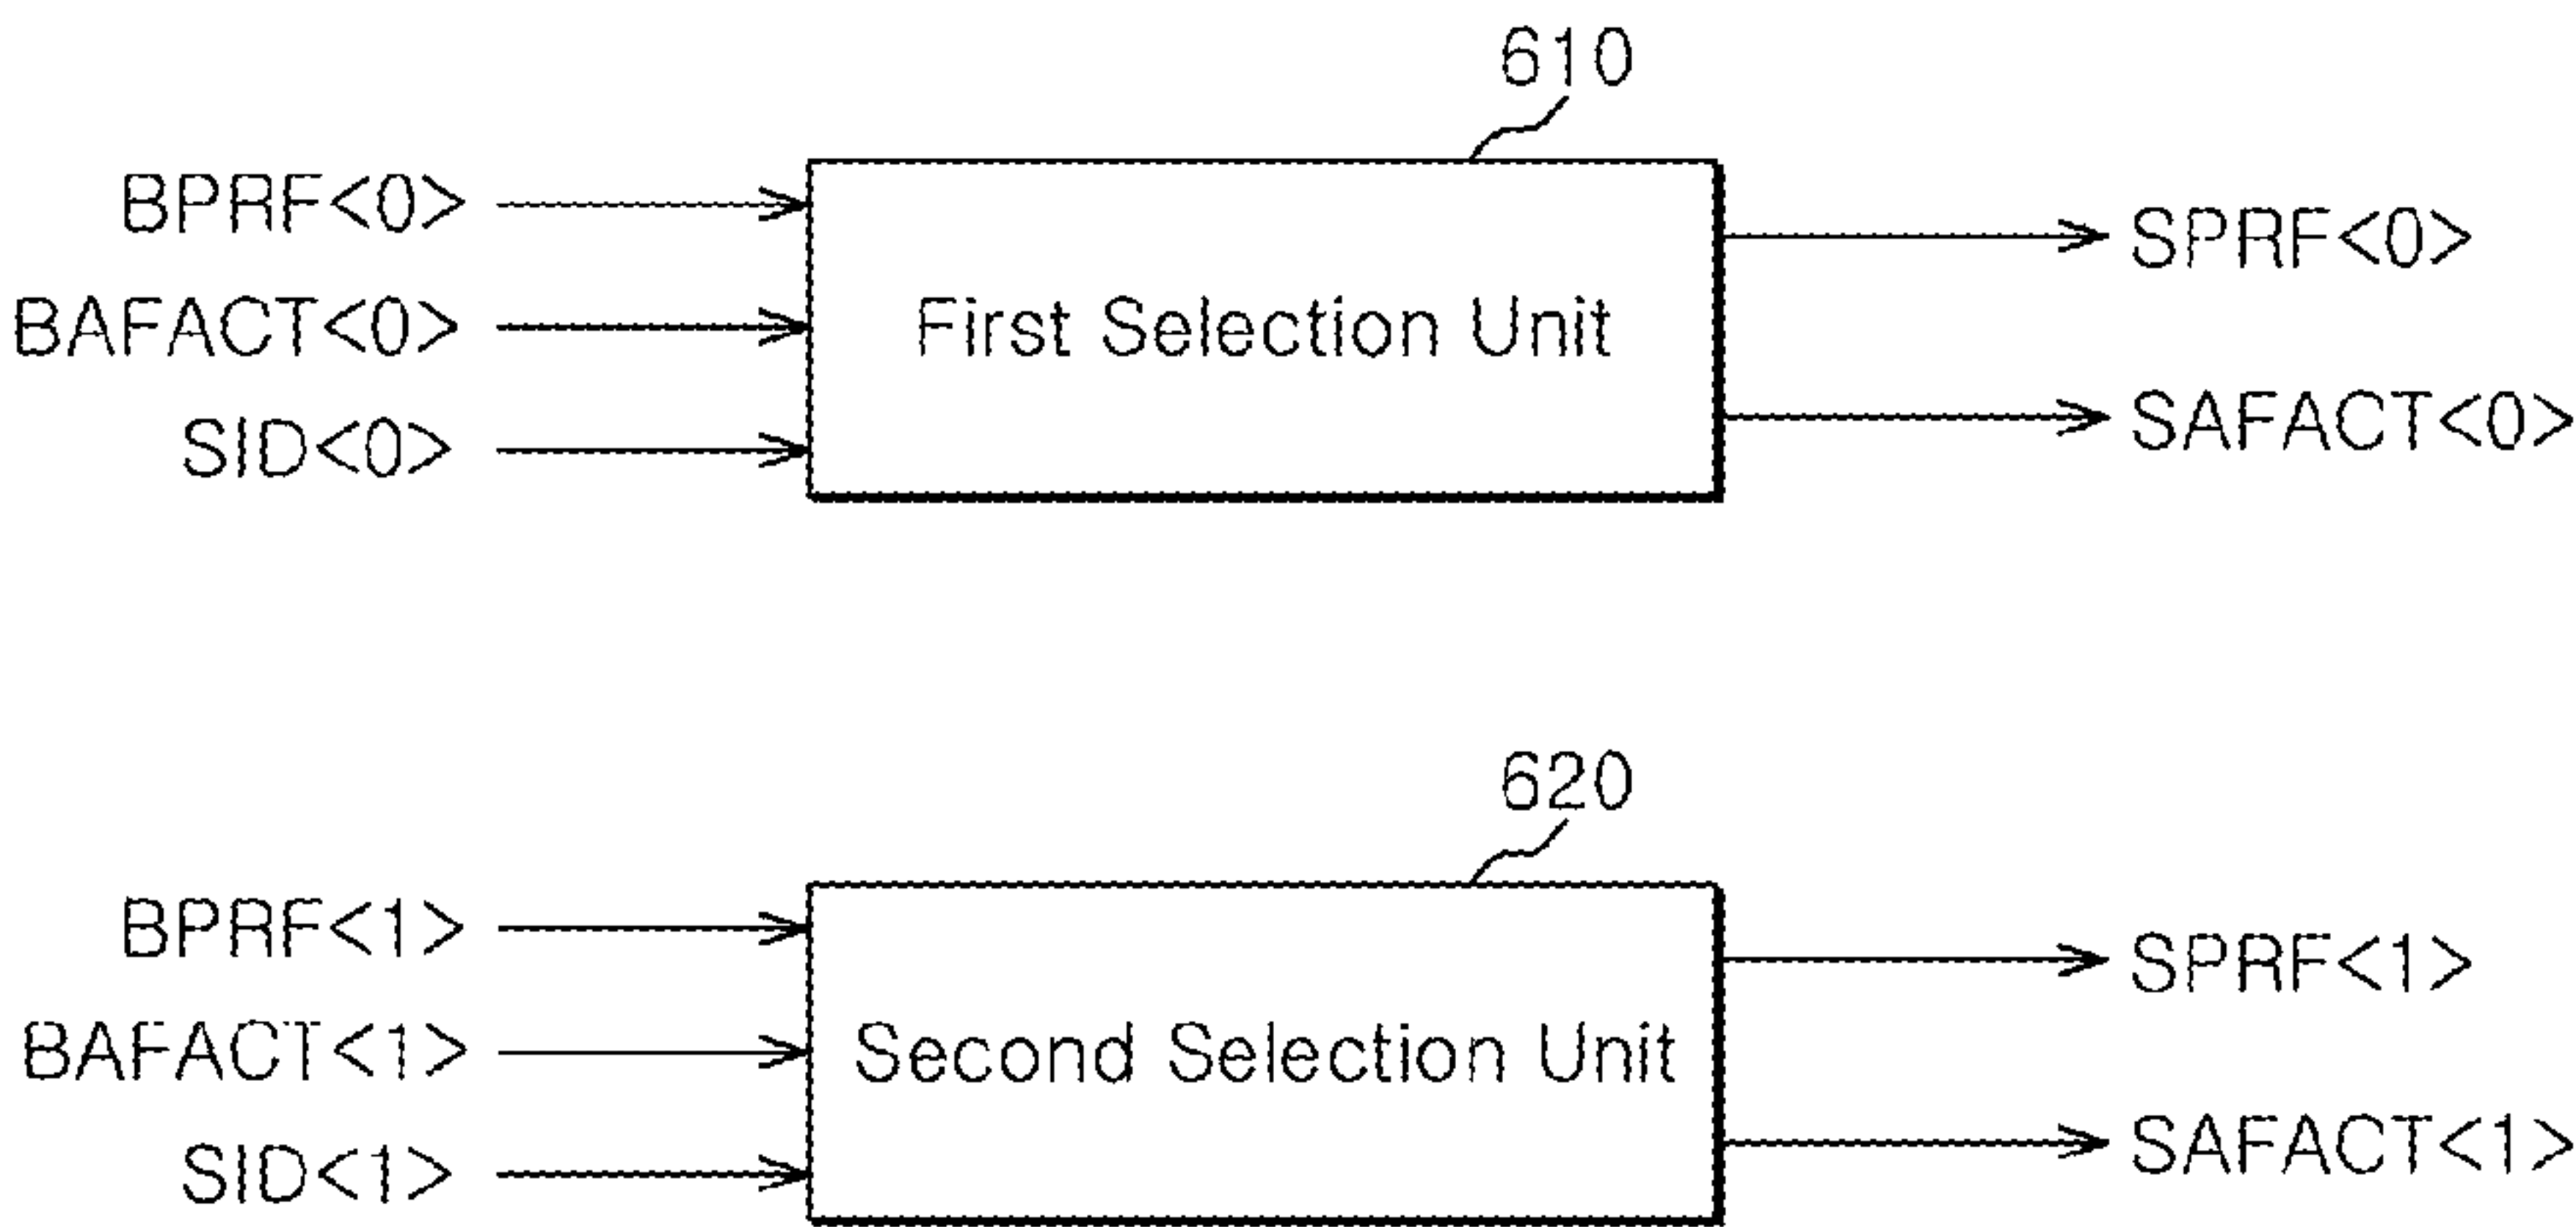 610
BPRF<0>
SPRF<0>
BAFACT<0>
First Selection Unit
SAFACT<0>
SID<0>
620
BPRF<1>
SPRF<1>
BAFACT<1>
Second Selection Unit
SAFACT<1>
SID<1>